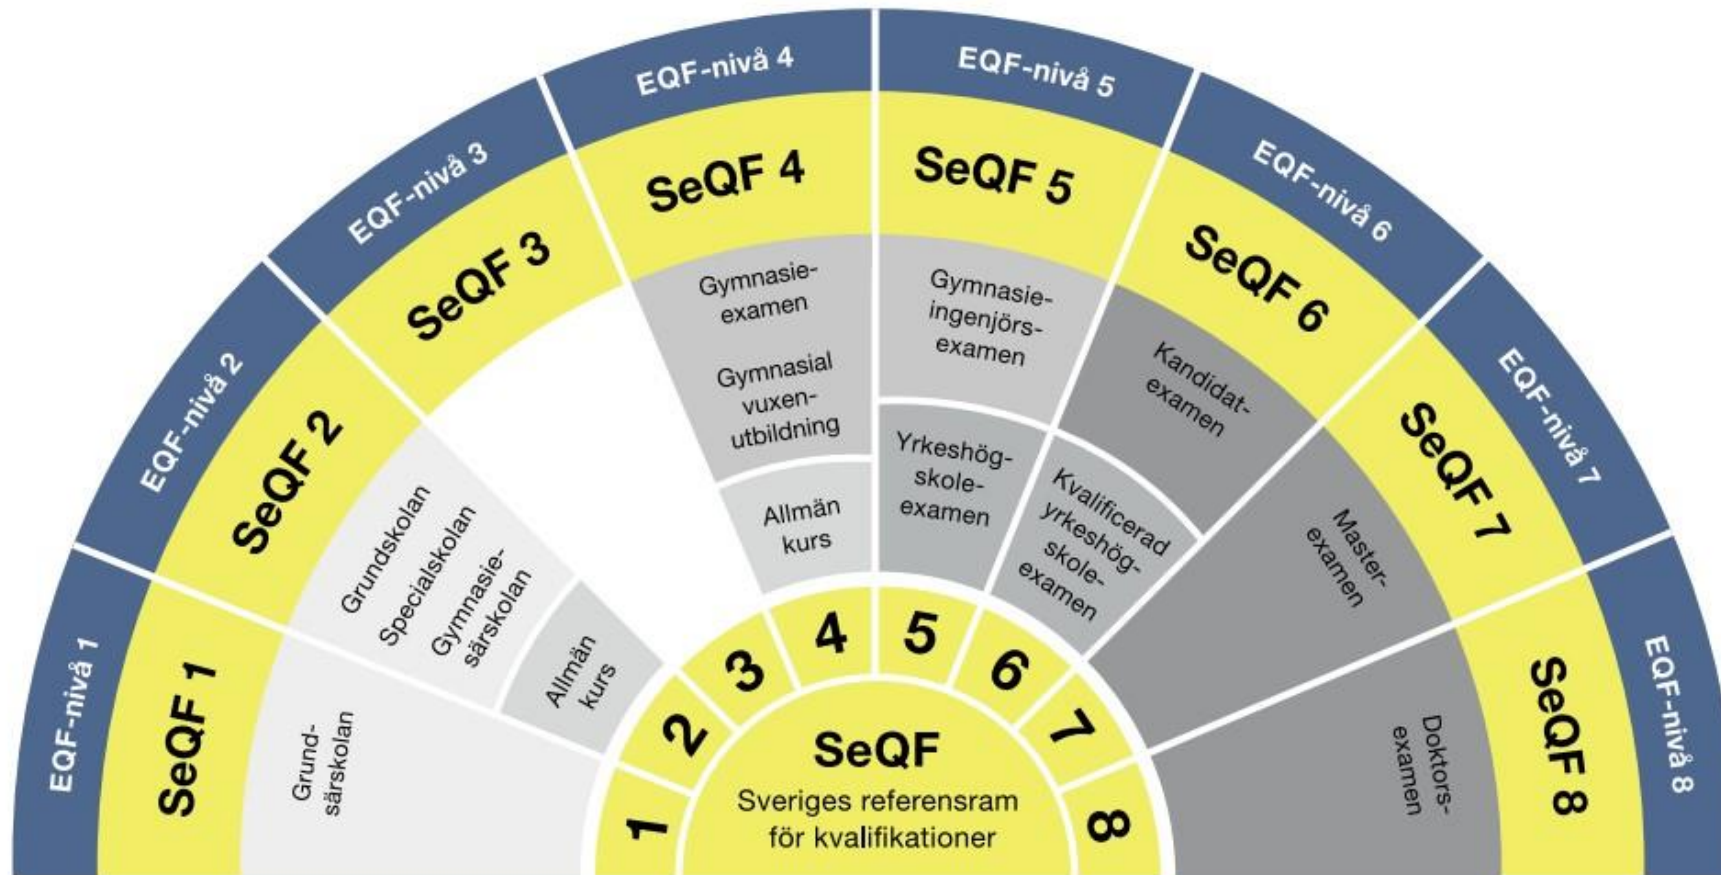 EQF-nivå 1
EQF-nivå 2
EQF-nivå 3
EQF-nivå 4
EQF-nivå 5
EQF-nivå 6
EQF-nivå 7
EQF-nivå 8
SeQF 1
SeQF 2
SeQF 3
SeQF 4
SeQF 5
SeQF 6
SeQF 7
SeQF 8
Grund-
särskolan
Grundskolan
Specialskolan
Gymnasie-
särskolan
Allmän
kurs
Gymnasie-
examen
Gymnasial
vuxen-
utbildning
Allmän
kurs
Gymnasie-
ingenjörs-
examen
Yrkeshög-
skole-
examen
Kandidat-
examen
Kvalificerad
yrkeshög-
skole-
examen
Master-
examen
Doktors-
examen
1
2
3
4
5
6
7
8
SeQF
Sveriges referensram
för kvalifikationer